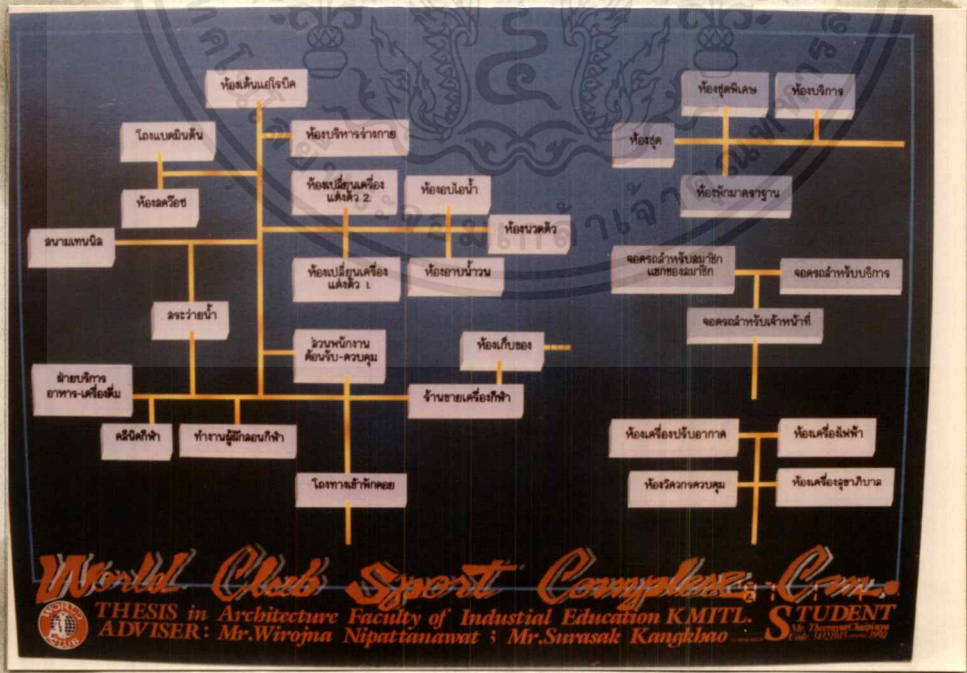 ห้องเต้นแอโรบิค
โถงแบดมินตัน
ห้องบริหารร่างกาย
ห้องสควอช
ห้องเปลี่ยนเครื่อง
แต่งตัว 2.
ห้องอบไอน้ำ
สนามเทนนิส
ห้องนวดตัว
ห้องเปลี่ยนเครื่อง
แต่งตัว 1.
ห้องอาบน้ำวน
สระว่ายน้ำ
ส่วนพนักงาน
ต้อนรับ-ควบคุม
ห้องเก็บของ
ฝ่ายบริการ
อาหาร-เครื่องดื่ม
ร้านขายเครื่องกีฬา
คลีนิคกีฬา
ทำงานผู้ฝึกสอนกีฬา
โถงทางเข้าพักคอย
ห้องชุดพิเศษ
ห้องบริการ
ห้องชุด
ห้องพักมาตราฐาน
จอดรถสำหรับสมาชิก
แขกของสมาชิก
จอดรถสำหรับบริการ
จอดรถสำหรับเจ้าหน้าที่
ห้องเครื่องปรับอากาศ
ห้องเครื่องไฟฟ้า
ห้องวิศวกรควบคุม
ห้องเครื่องสุขาภิบาล
World Club Sport Complex Cm.
THESIS in Architecture Faculty of Industial Education KMITL.
ADVISER: Mr.Wirojna Nipattanawat ; Mr.Surasak Kangkhao
STUDENT
WORLD
CLUB